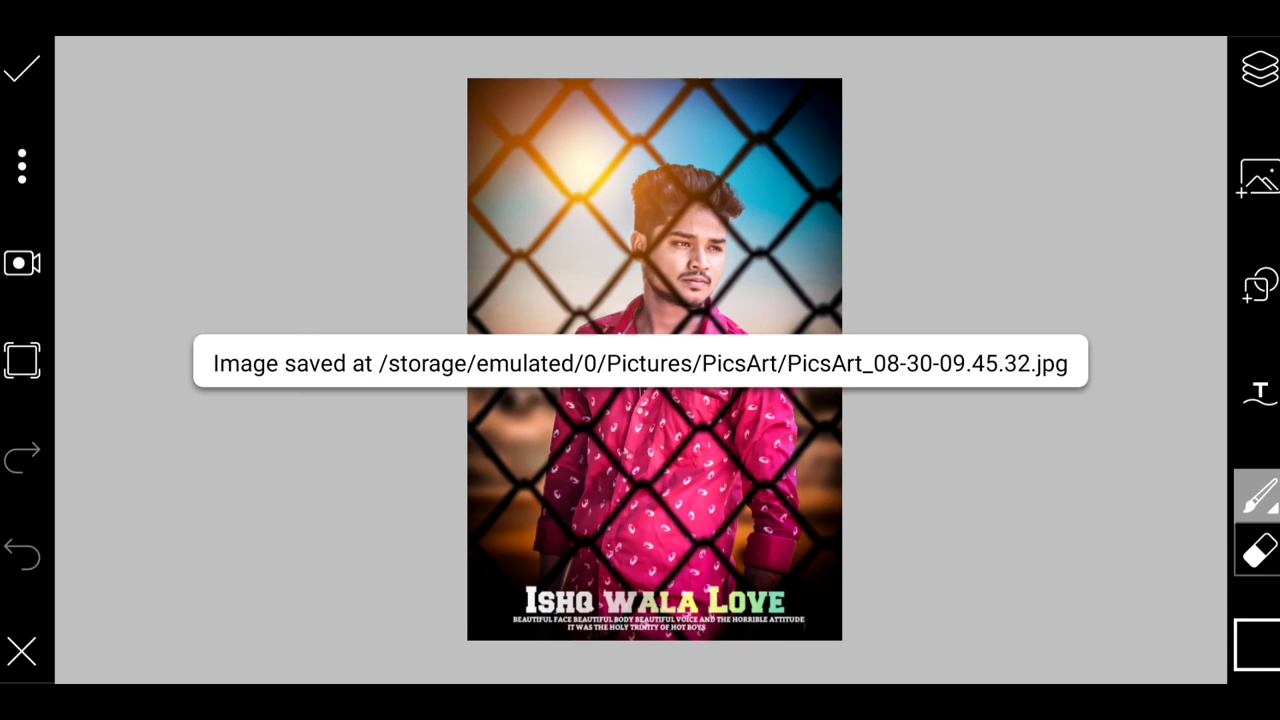 Image saved at /storage/emulated/0/Pictures/PicsArt/PicsArt_08-30-09.45.32.jpg
T
ISHQ WALA LOVE
BEAUTIFUL FACE BEAUTIFUL BODY BEAUTIFUL VOICE AND THE HORRIBLE ATTITUDE
IT WAS THE HOLY TRINITY OF HOT BOYS